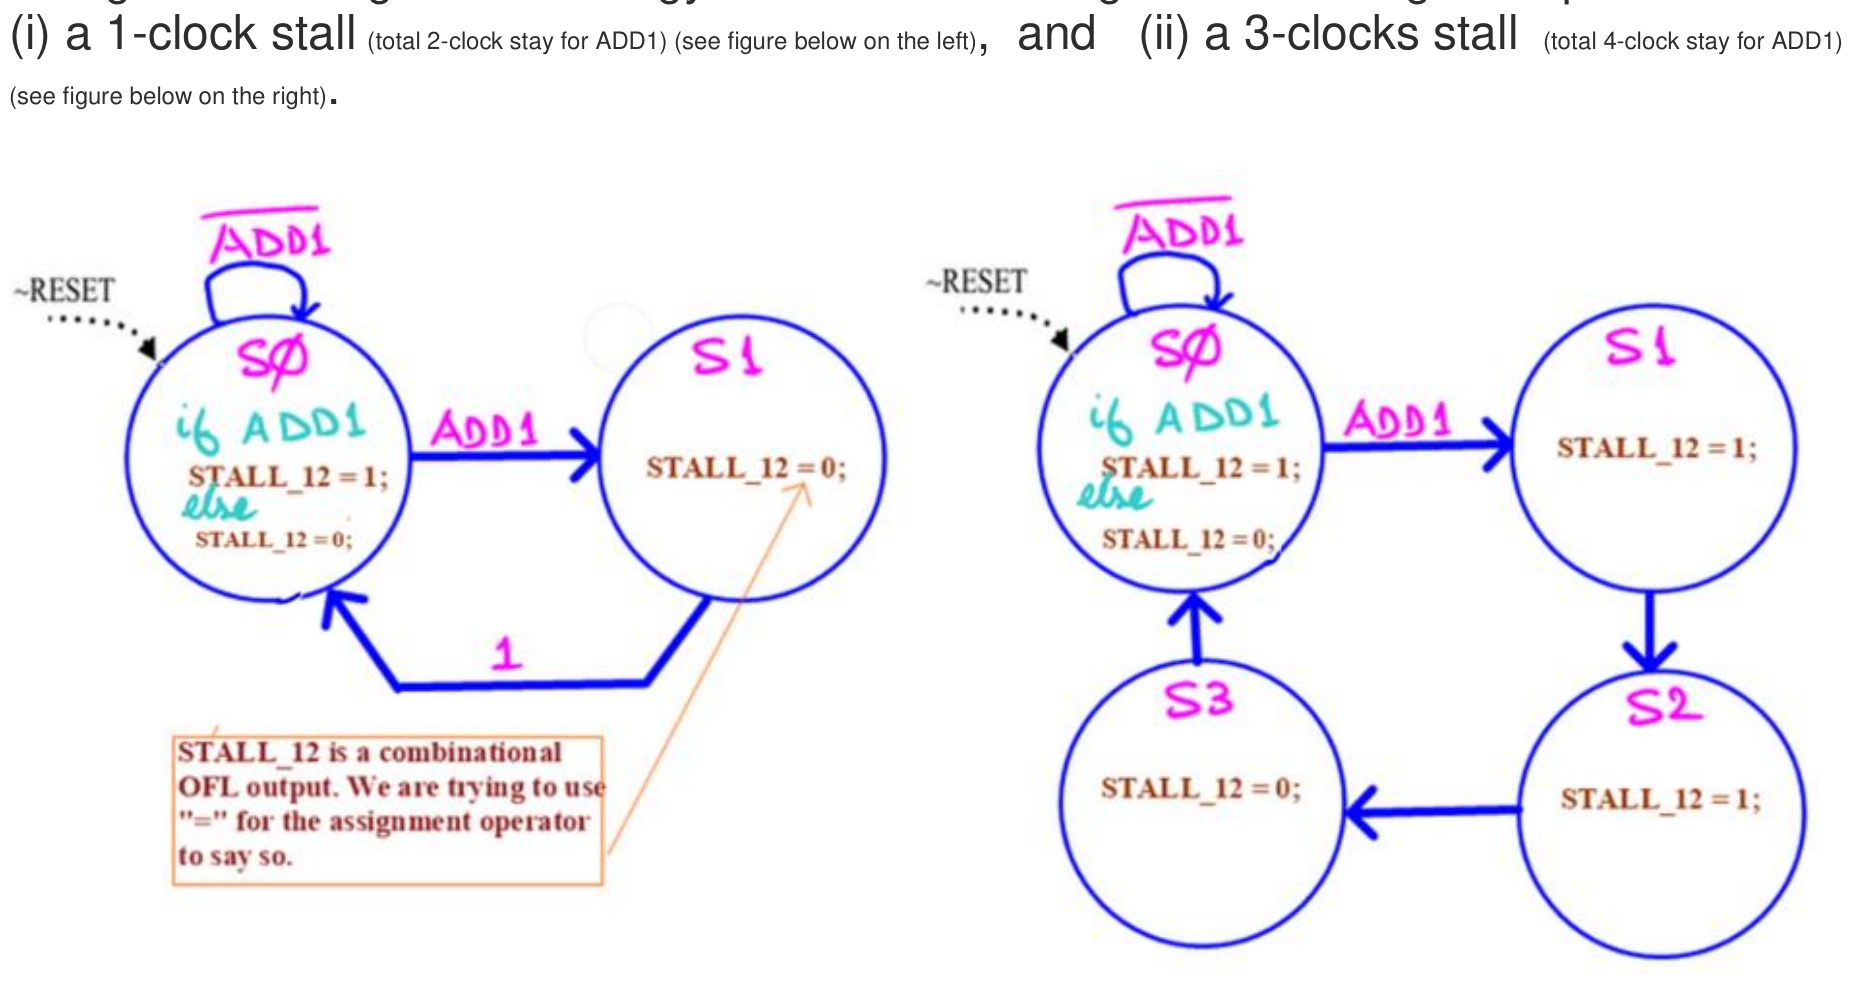 (i) a 1-clock stall (total 2-clock stay for ADD1) (see figure below on the left), and (ii) a 3-clocks stall (total 4-clock stay for ADD1)
(see figure below on the right).
ADD1
~RESET
SØ
if ADD1
STALL_12 = 1;
else
STALL_12 = 0;
ADD1
S1
STALL_12 = 0;
1
STALL_12 is a combinational
OFL output. We are trying to use
"=" for the assignment operator
to say so.
ADD1
~RESET
SØ
if ADD1
STALL_12 = 1;
else
STALL_12 = 0;
ADD1
S1
STALL_12 = 1;
S2
STALL_12 = 1;
S3
STALL_12 = 0;